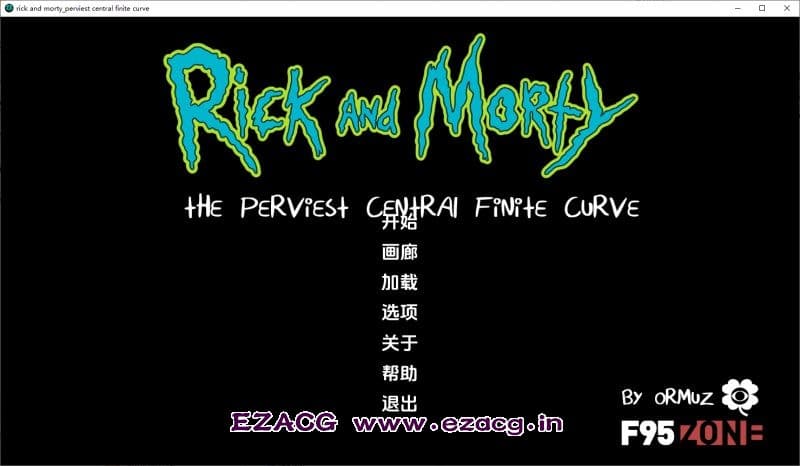 rick and morty_perviest central finite curve
RICK AND MORTY
tHE PERVIESt CENtRAl FiNitE CURVE
开始
画廊
加载
选项
关于
帮助
退出
BY ORMUZ
F95 ZONE
EZACG www.ezacg.in